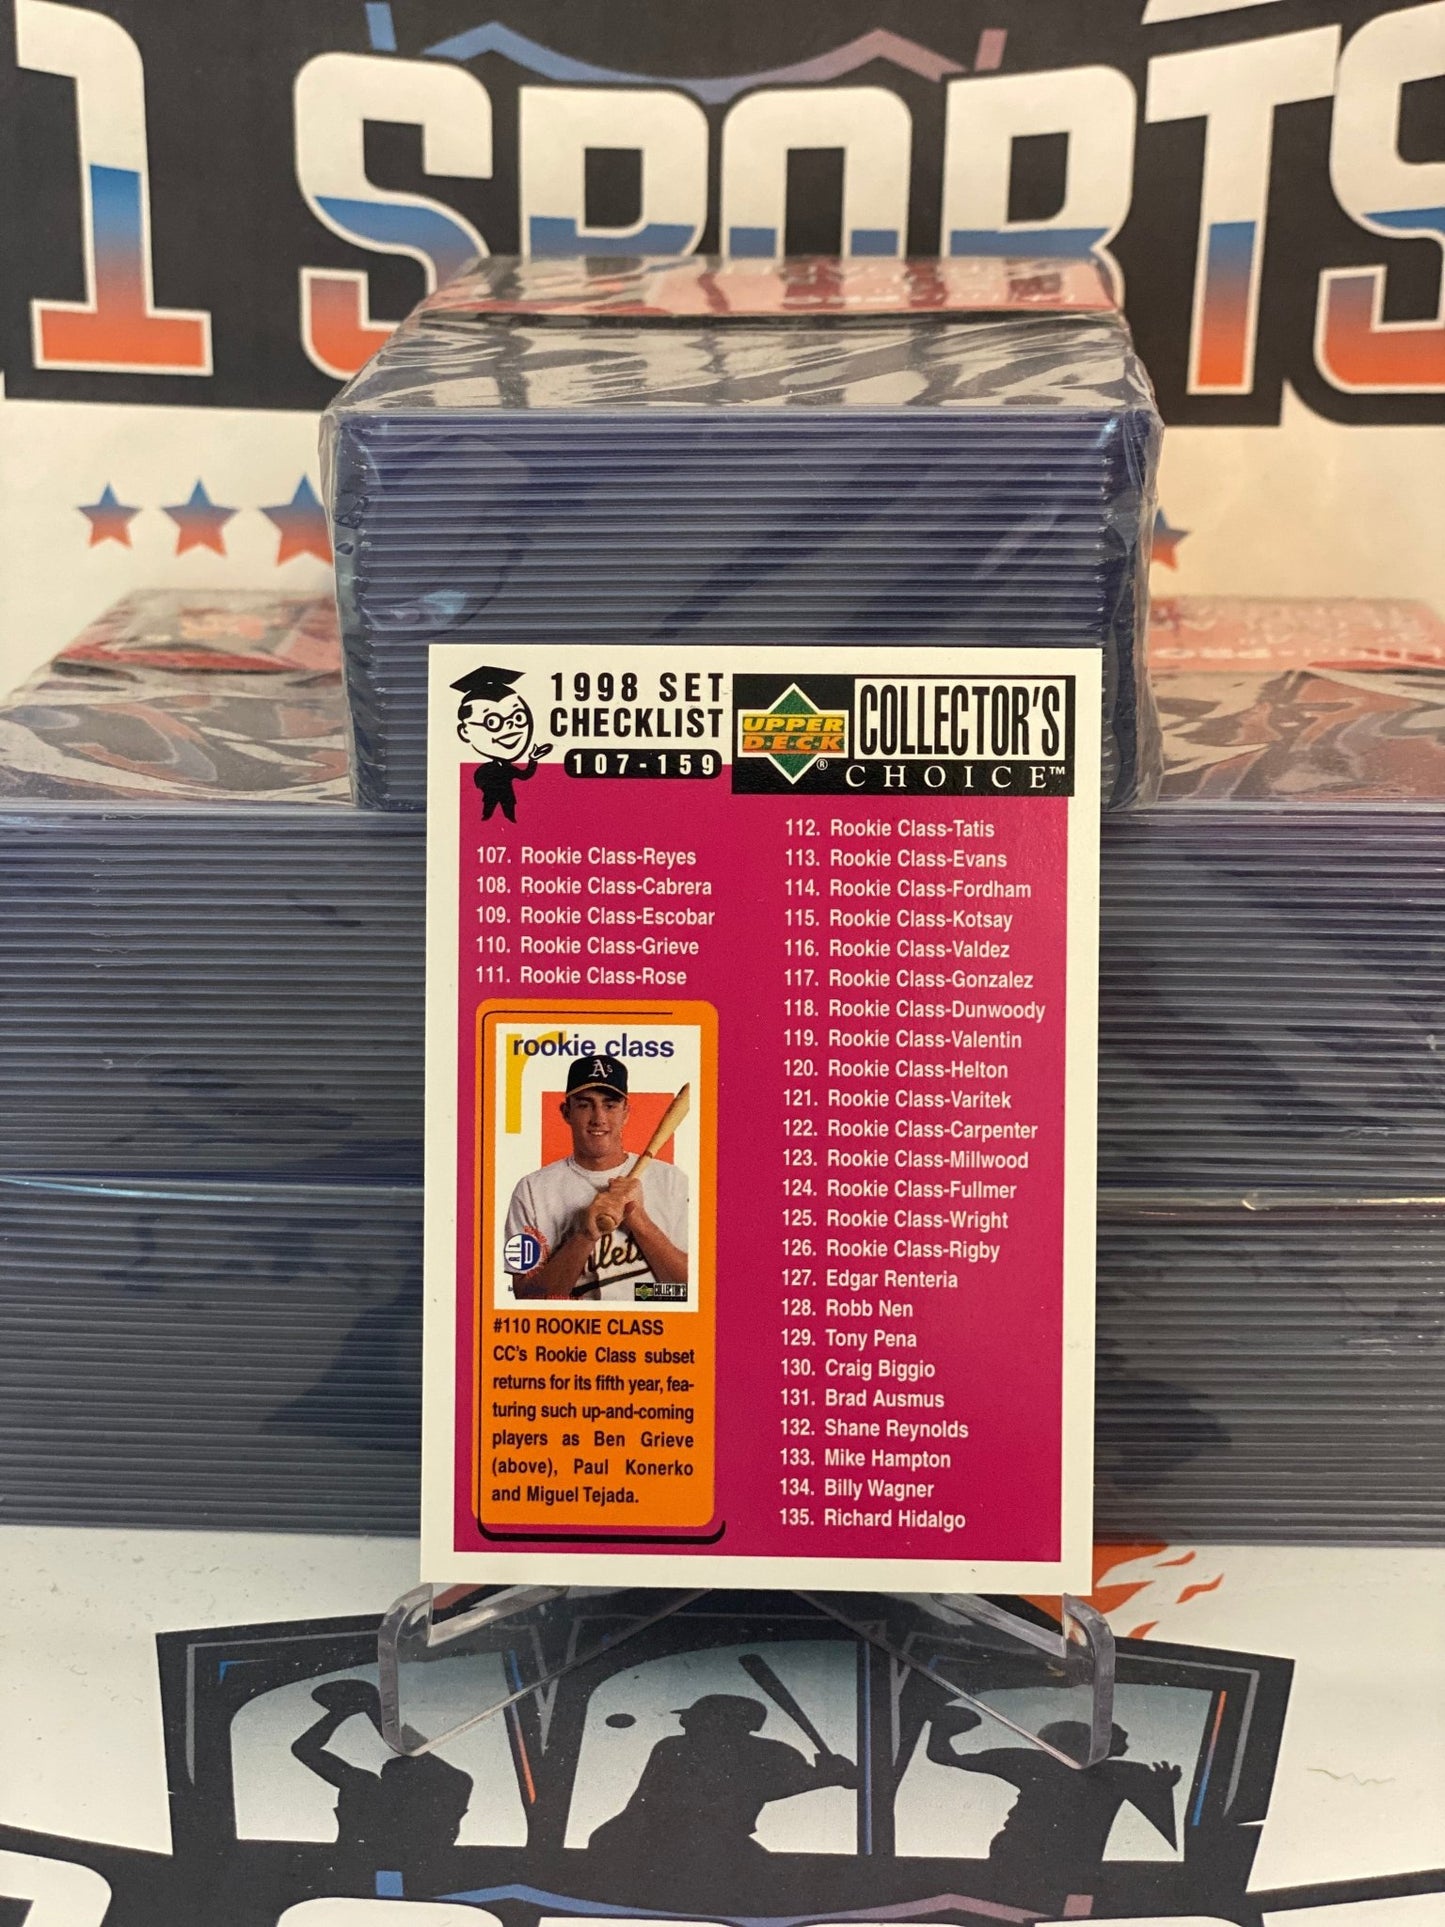 1 SPORTS
1998 SET
CHECKLIST
107-159
UPPER
DECK
®
COLLECTOR'S
CHOICE™
107. Rookie Class-Reyes
108. Rookie Class-Cabrera
109. Rookie Class-Escobar
110. Rookie Class-Grieve
111. Rookie Class-Rose
rookie class
A's
D
COLLECTOR'S
#110 ROOKIE CLASS
CC's Rookie Class subset
returns for its fifth year, fea-
turing such up-and-coming
players as Ben Grieve
(above), Paul Konerko
and Miguel Tejada.
112. Rookie Class-Tatis
113. Rookie Class-Evans
114. Rookie Class-Fordham
115. Rookie Class-Kotsay
116. Rookie Class-Valdez
117. Rookie Class-Gonzalez
118. Rookie Class-Dunwoody
119. Rookie Class-Valentin
120. Rookie Class-Helton
121. Rookie Class-Varitek
122. Rookie Class-Carpenter
123. Rookie Class-Millwood
124. Rookie Class-Fullmer
125. Rookie Class-Wright
126. Rookie Class-Rigby
127. Edgar Renteria
128. Robb Nen
129. Tony Pena
130. Craig Biggio
131. Brad Ausmus
132. Shane Reynolds
133. Mike Hampton
134. Billy Wagner
135. Richard Hidalgo